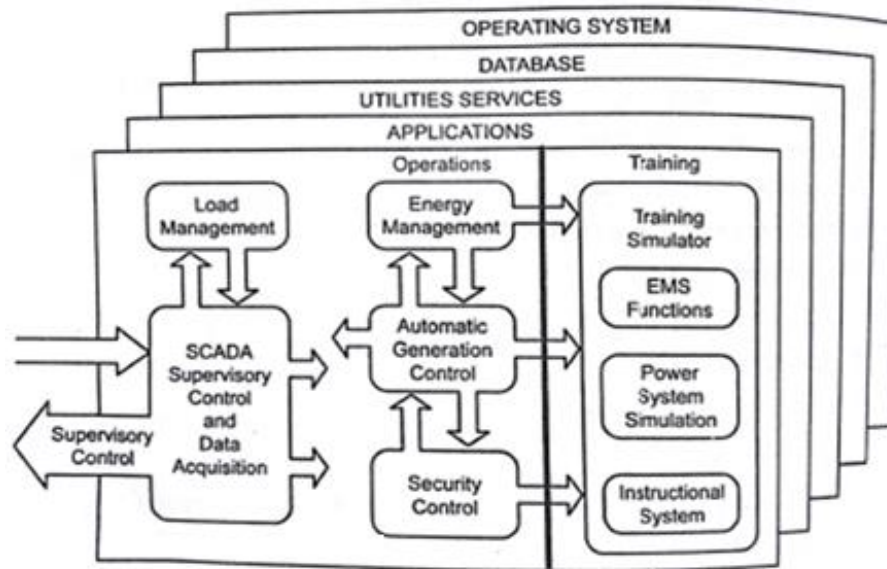 OPERATING SYSTEM
DATABASE
UTILITIES SERVICES
APPLICATIONS
Operations
Training
Load
Management
Energy
Management
Training
Simulator
EMS
Functions
SCADA
Supervisory
Control
and
Data
Acquisition
Automatic
Generation
Control
Power
System
Simulation
Supervisory
Control
Security
Control
Instructional
System